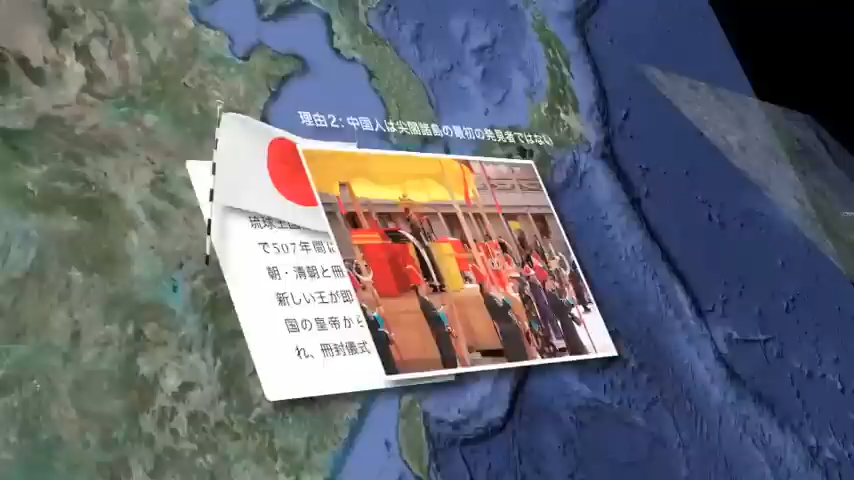 理由2: 中国人は尖閣諸島の最初の発見者ではない
琉球王国
で507年間に
朝・清朝と冊
新しい王が即
国の皇帝から
れ、冊封儀式